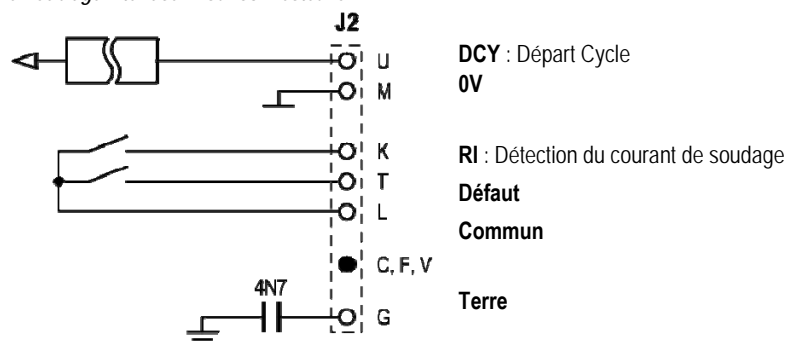 J2
U DCY : Départ Cycle
M 0V
K RI : Détection du courant de soudage
T Défaut
L Commun
C, F, V
4N7
G Terre